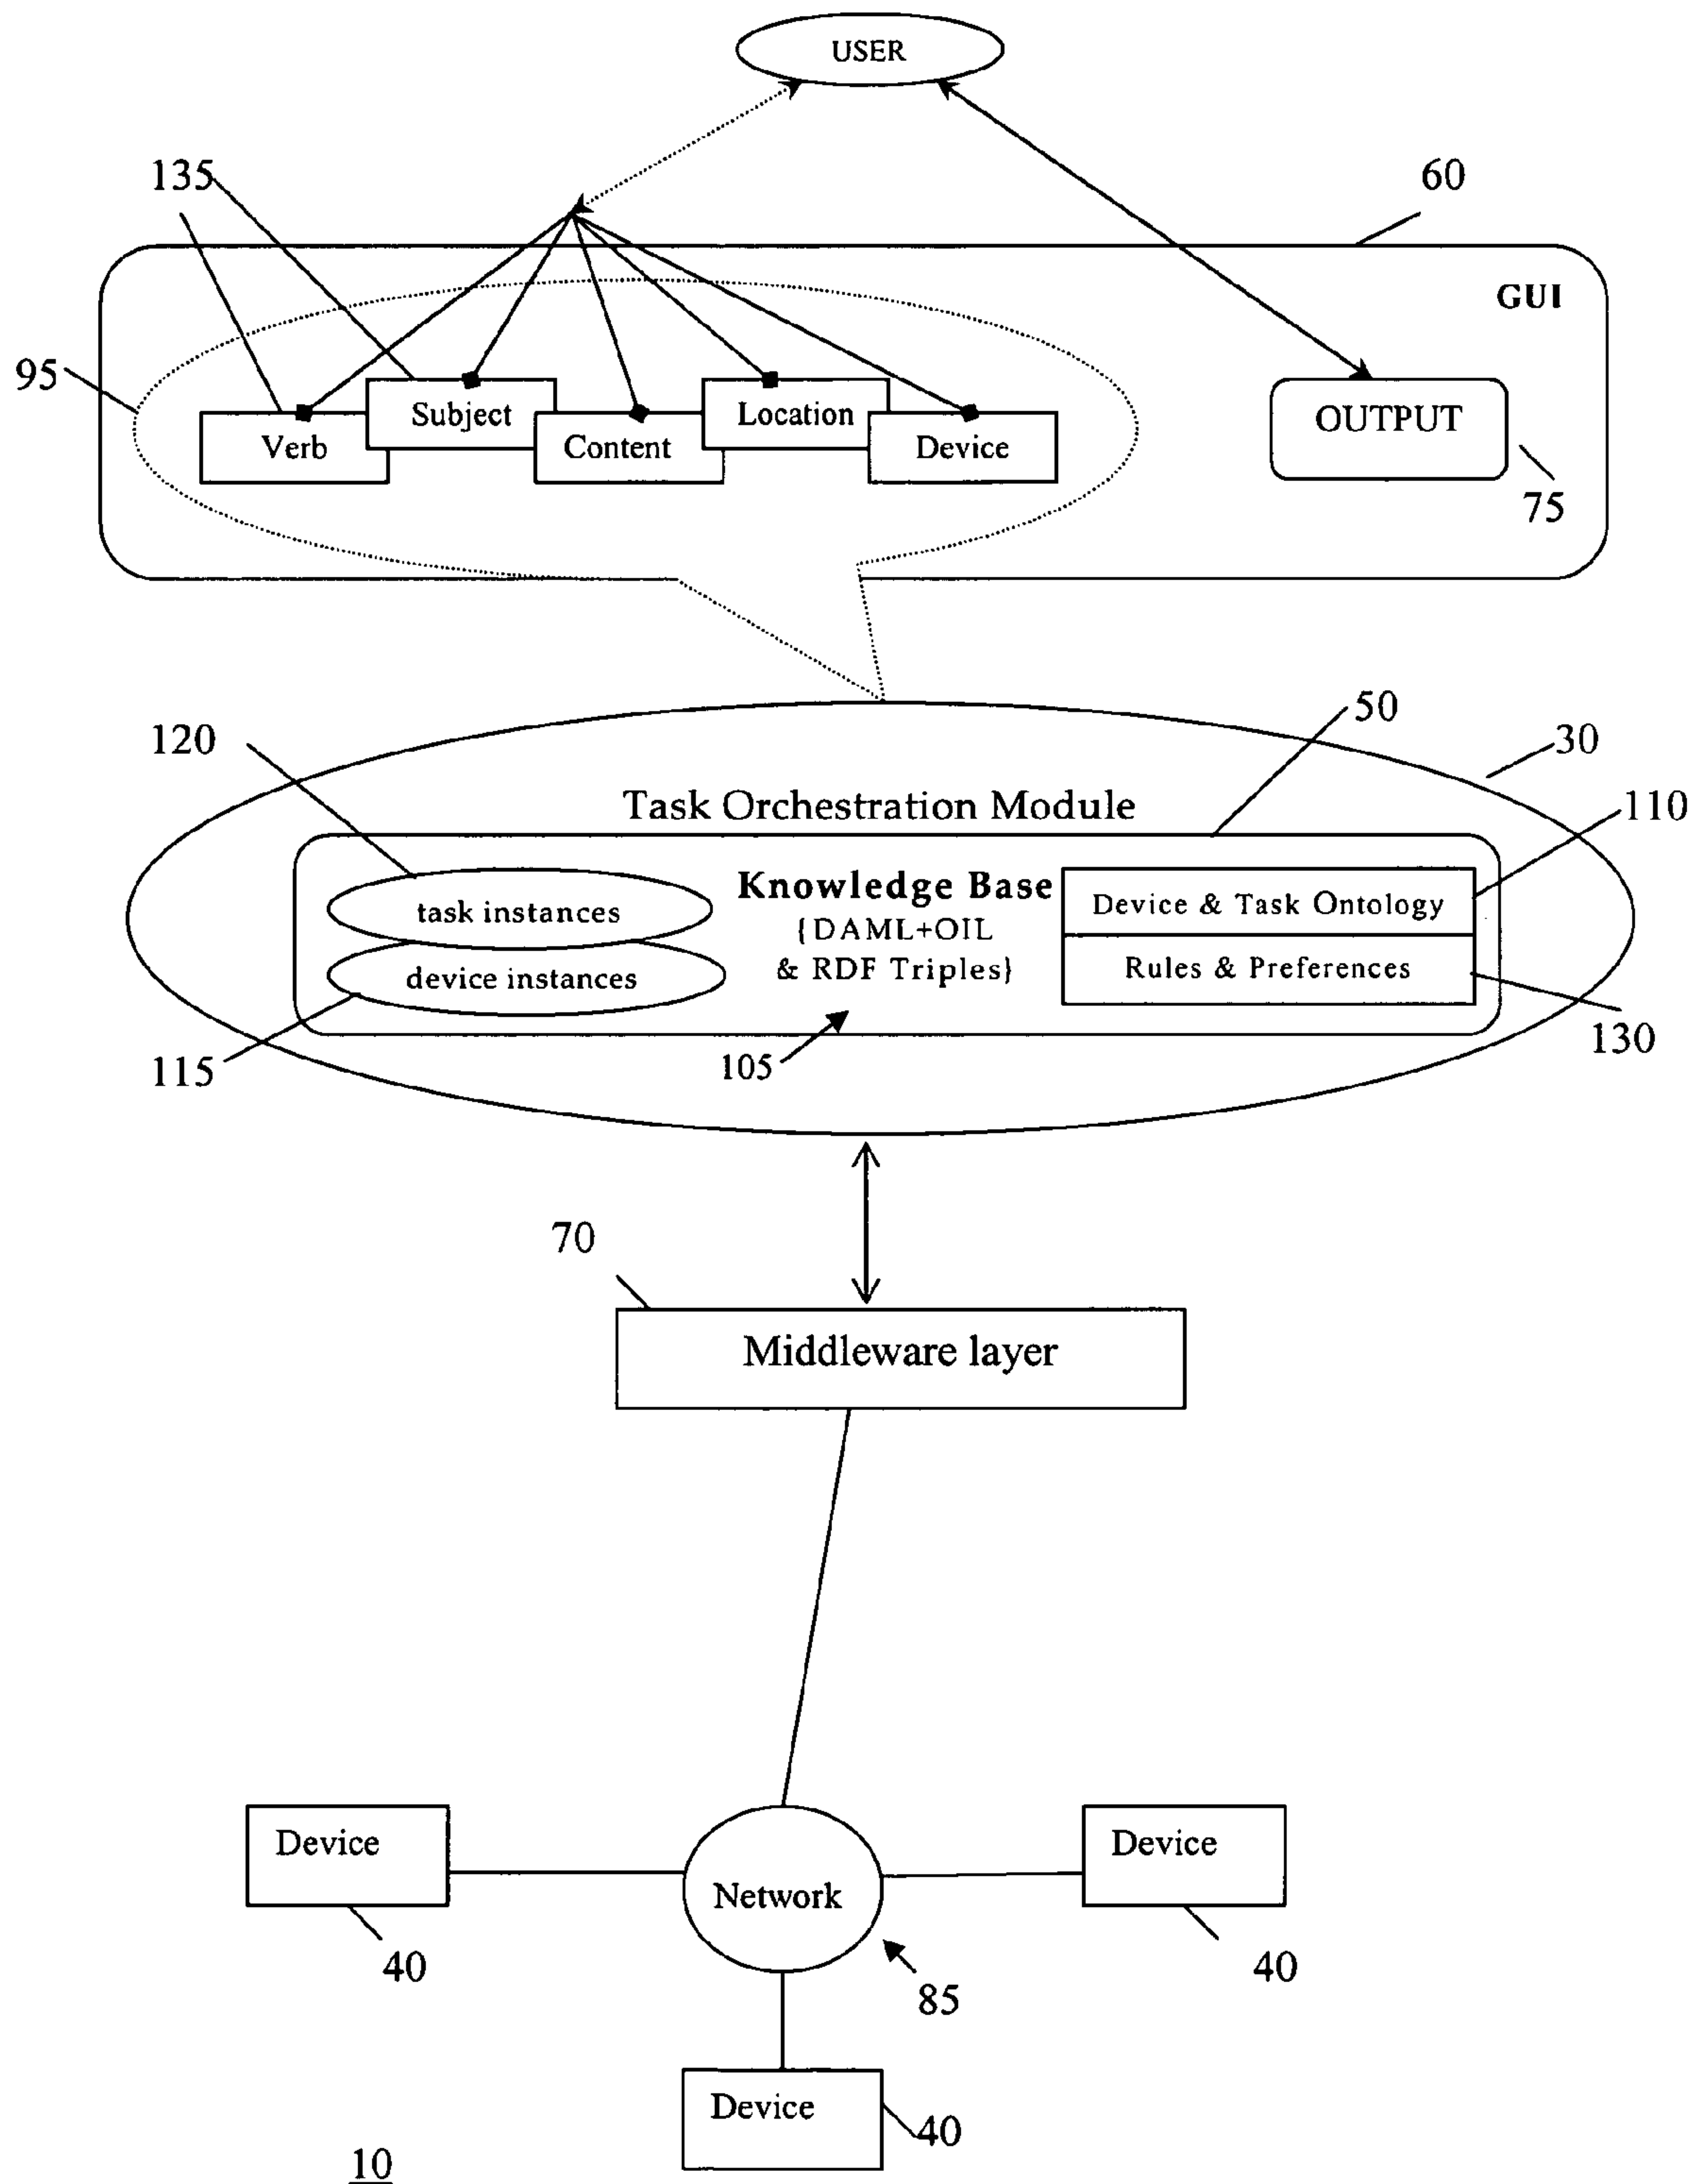 USER
135
60
GUI
95
Subject
Location
OUTPUT
Verb
Content
Device
75
50
120
30
Task Orchestration Module
110
Knowledge Base
task instances
Device & Task Ontology
{DAML+OIL
& RDF Triples}
device instances
Rules & Preferences
130
115
105
70
Middleware layer
Device
Device
Network
40
40
85
Device
40
10